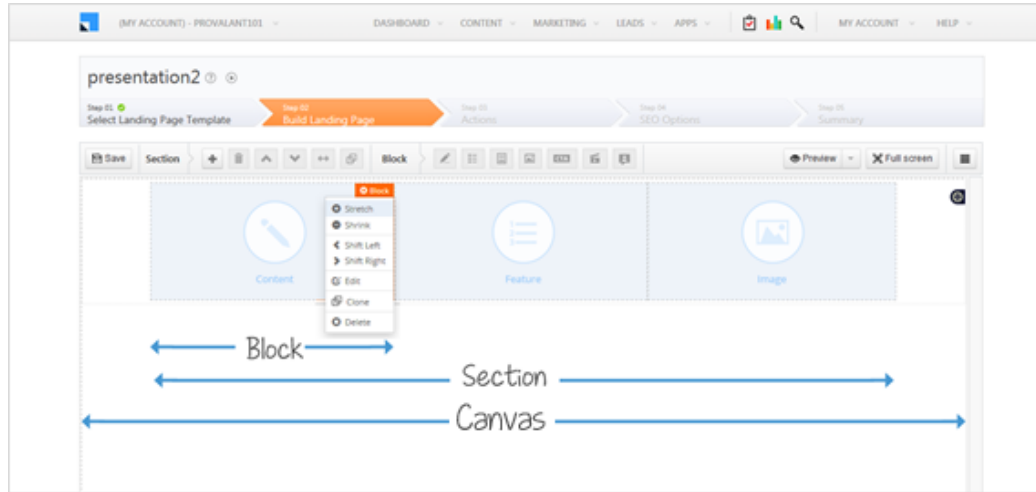 (MY ACCOUNT) - PROVALANT101 DASHBOARD CONTENT MARKETING LEADS APPS MY ACCOUNT HELP
presentation2
Step 01 Step 02 Step 03 Step 04 Step 05
Select Landing Page Template Build Landing Page Actions SEO Options Summary
Save Section Block Preview Full screen
Block
Stretch
Shrink
Shift Left
Shift Right
Edit
Clone
Delete
Content Feature Image
Block
Section
Canvas